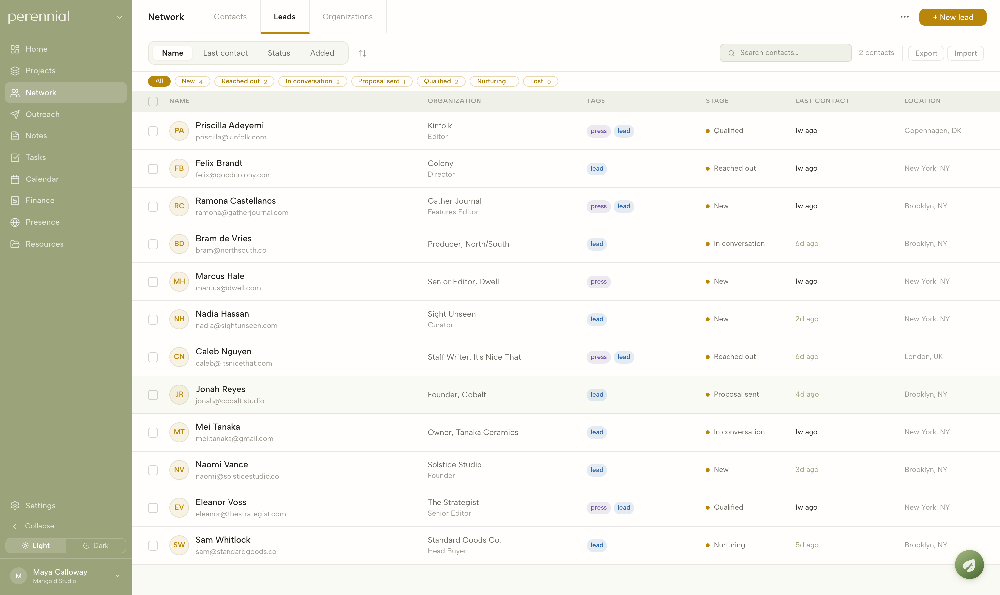 perennial
Home
Projects
Network
Outreach
Notes
Tasks
Calendar
Finance
Presence
Resources
Settings
Collapse
Light Dark
M Maya Calloway
Marigold Studio
Network Contacts Leads Organizations ••• + New lead
Name Last contact Status Added Search contacts... 12 contacts Export Import
All New 4 Reached out 2 In conversation 2 Proposal sent 1 Qualified 2 Nurturing 1 Lost 0
NAME ORGANIZATION TAGS STAGE LAST CONTACT LOCATION
PA Priscilla Adeyemi
priscilla@kinfolk.com
Kinfolk
Editor
press lead Qualified 1w ago Copenhagen, DK
FB Felix Brandt
felix@goodcolony.com
Colony
Director
lead Reached out 1w ago New York, NY
RC Ramona Castellanos
ramona@gatherjournal.com
Gather Journal
Features Editor
press lead New 1w ago Brooklyn, NY
BD Bram de Vries
bram@northsouth.co
Producer, North/South
lead In conversation 6d ago Brooklyn, NY
MH Marcus Hale
marcus@dwell.com
Senior Editor, Dwell
press New 1w ago New York, NY
NH Nadia Hassan
nadia@sightunseen.com
Sight Unseen
Curator
lead New 2d ago New York, NY
CN Caleb Nguyen
caleb@itsnicethat.com
Staff Writer, It's Nice That
press lead Reached out 6d ago London, UK
JR Jonah Reyes
jonah@cobalt.studio
Founder, Cobalt
lead Proposal sent 4d ago Brooklyn, NY
MT Mei Tanaka
mei.tanaka@gmail.com
Owner, Tanaka Ceramics
lead In conversation 1w ago New York, NY
NV Naomi Vance
naomi@solsticestudio.co
Solstice Studio
Founder
lead New 3d ago Brooklyn, NY
EV Eleanor Voss
eleanor@thestrategist.com
The Strategist
Senior Editor
press lead Qualified 1w ago New York, NY
SW Sam Whitlock
sam@standardgoods.co
Standard Goods Co.
Head Buyer
lead Nurturing 5d ago Brooklyn, NY